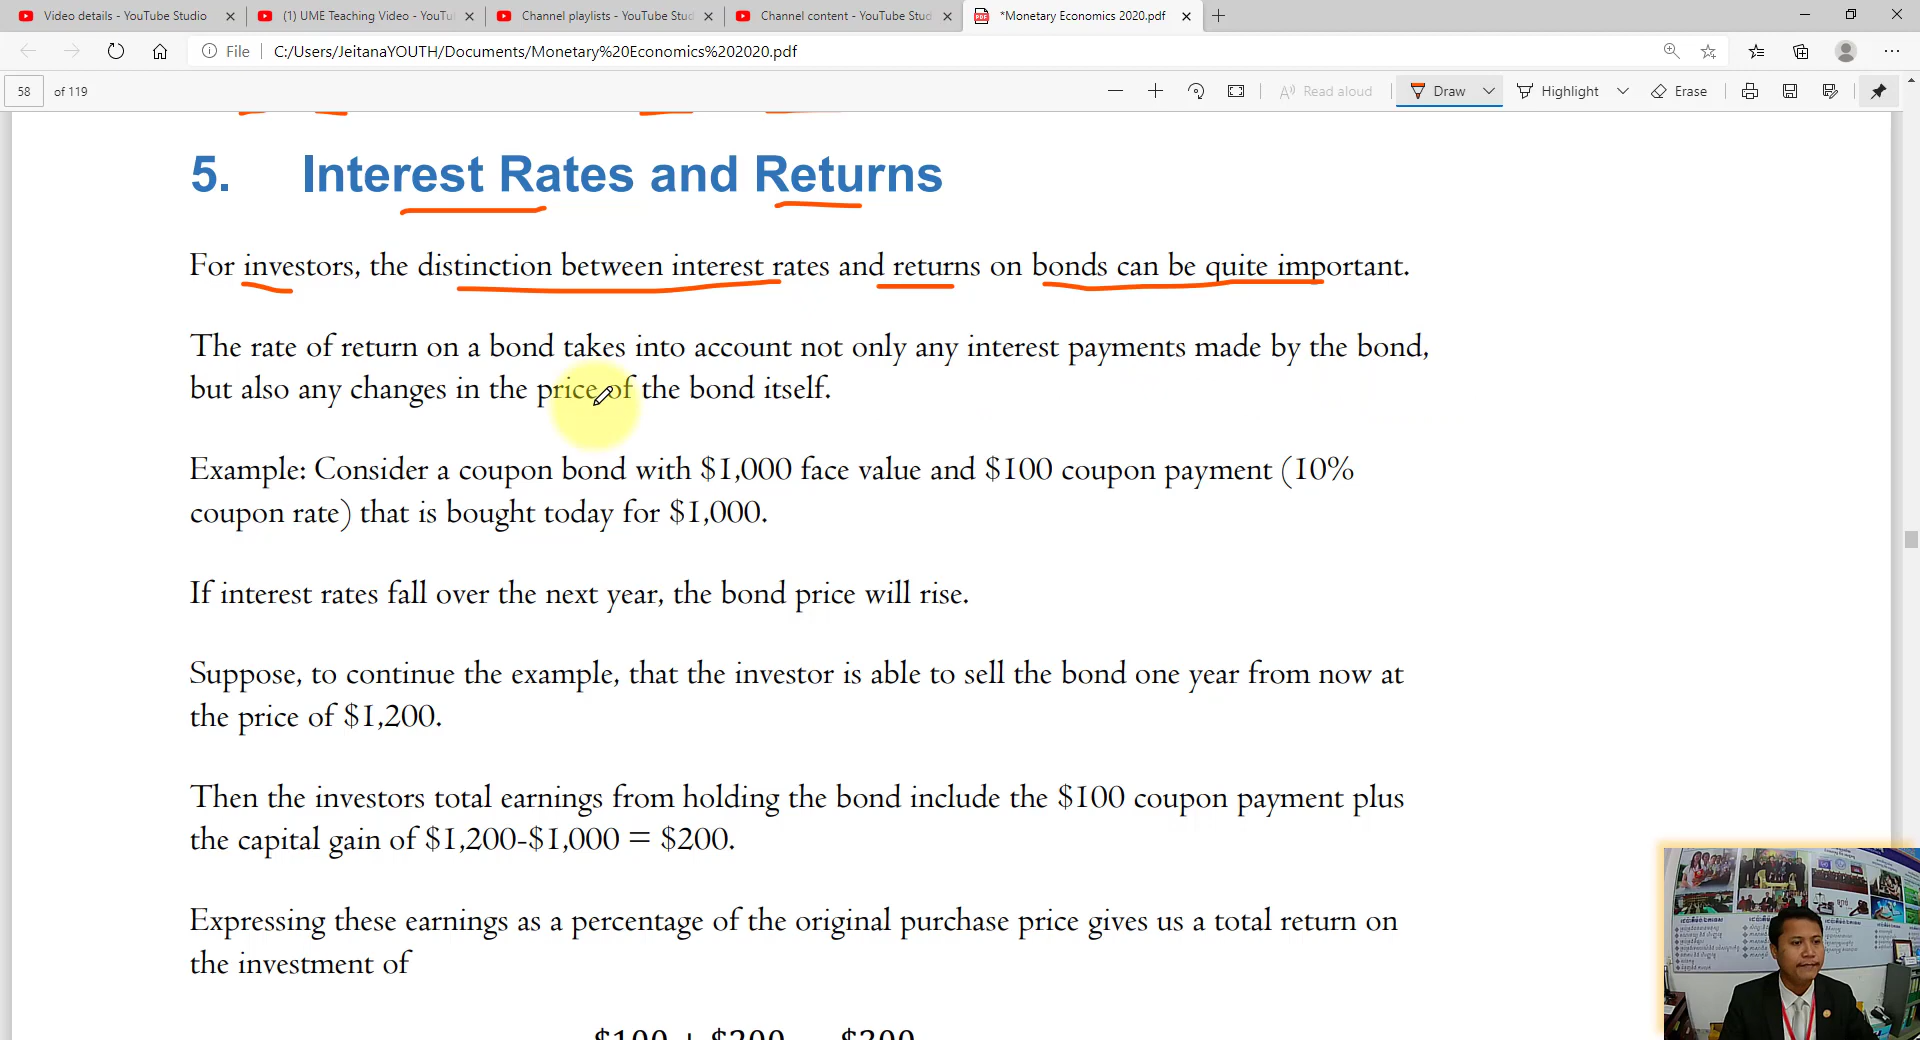 Video details - YouTube Studio
(1) UME Teaching Video - YouTu
Channel playlists - YouTube Stud
Channel content - YouTube Stud
*Monetary Economics 2020.pdf
File
C:/Users/JeitanaYOUTH/Documents/Monetary%20Economics%202020.pdf
58 of 119
Read aloud
Draw
Highlight
Erase
5. Interest Rates and Returns
For investors, the distinction between interest rates and returns on bonds can be quite important.
The rate of return on a bond takes into account not only any interest payments made by the bond,
but also any changes in the price of the bond itself.
Example: Consider a coupon bond with $1,000 face value and $100 coupon payment (10%
coupon rate) that is bought today for $1,000.
If interest rates fall over the next year, the bond price will rise.
Suppose, to continue the example, that the investor is able to sell the bond one year from now at
the price of $1,200.
Then the investors total earnings from holding the bond include the $100 coupon payment plus
the capital gain of $1,200-$1,000 = $200.
Expressing these earnings as a percentage of the original purchase price gives us a total return on
the investment of
$100 + $200 $300